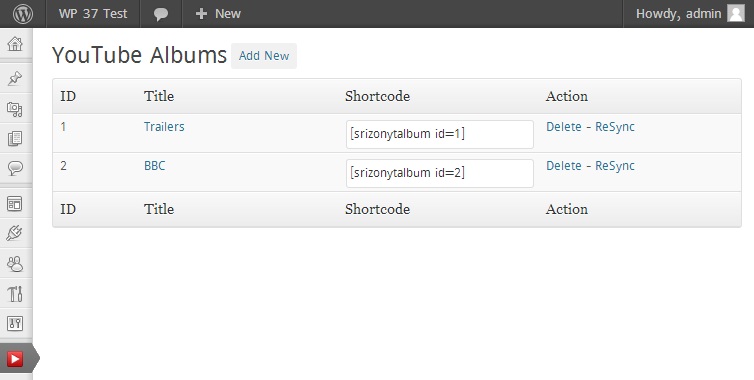 WP 37 Test New Howdy, admin
YouTube Albums Add New
ID Title Shortcode Action
1 Trailers [srizonytalbum id=1] Delete - ReSync
2 BBC [srizonytalbum id=2] Delete - ReSync
ID Title Shortcode Action